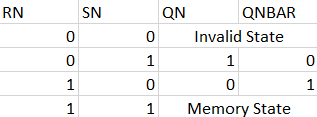 RN SN QN QNBAR
0 0 Invalid State
0 1 1 0
1 0 0 1
1 1 Memory State